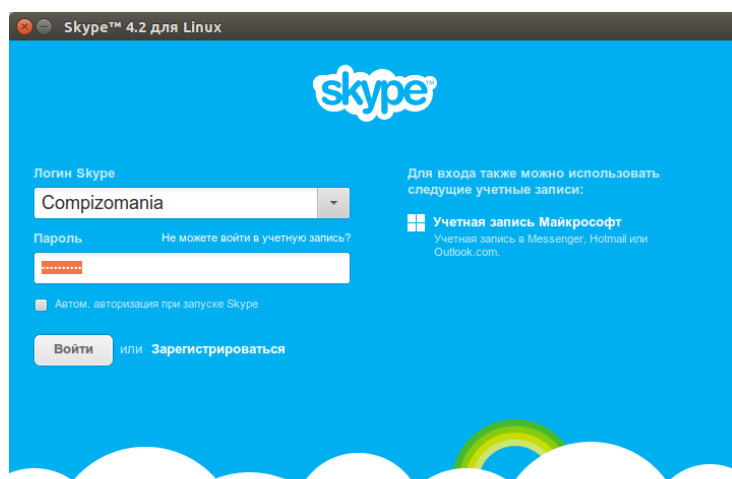 Skype™ 4.2 для Linux
skype™
Логин Skype
Compizomania
Пароль
Не можете войти в учетную запись?
Автом. авторизация при запуске Skype
Войти или Зарегистрироваться
Для входа также можно использовать
следущие учетные записи:
Учетная запись Майкрософт
Учетная запись в Messenger, Hotmail или
Outlook.com.